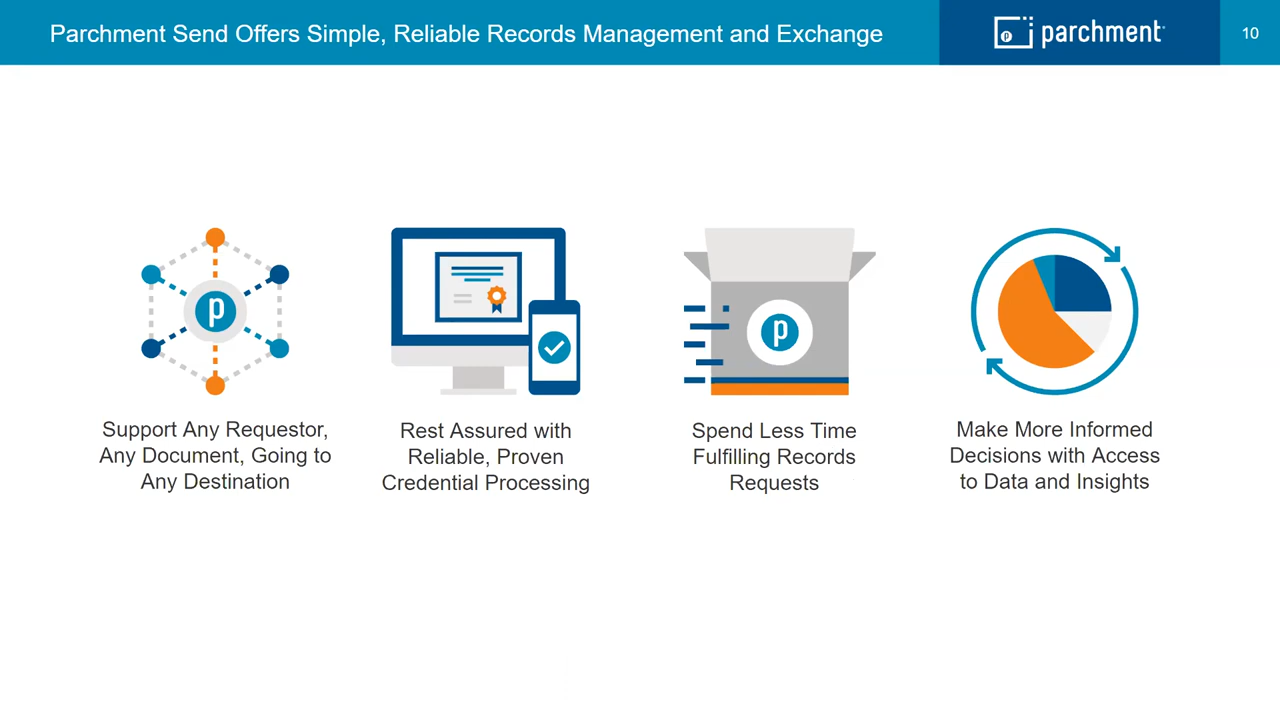 Parchment Send Offers Simple, Reliable Records Management and Exchange
p parchment
10
p
p
Support Any Requestor,
Any Document, Going to
Any Destination
Rest Assured with
Reliable, Proven
Credential Processing
Spend Less Time
Fulfilling Records
Requests
Make More Informed
Decisions with Access
to Data and Insights